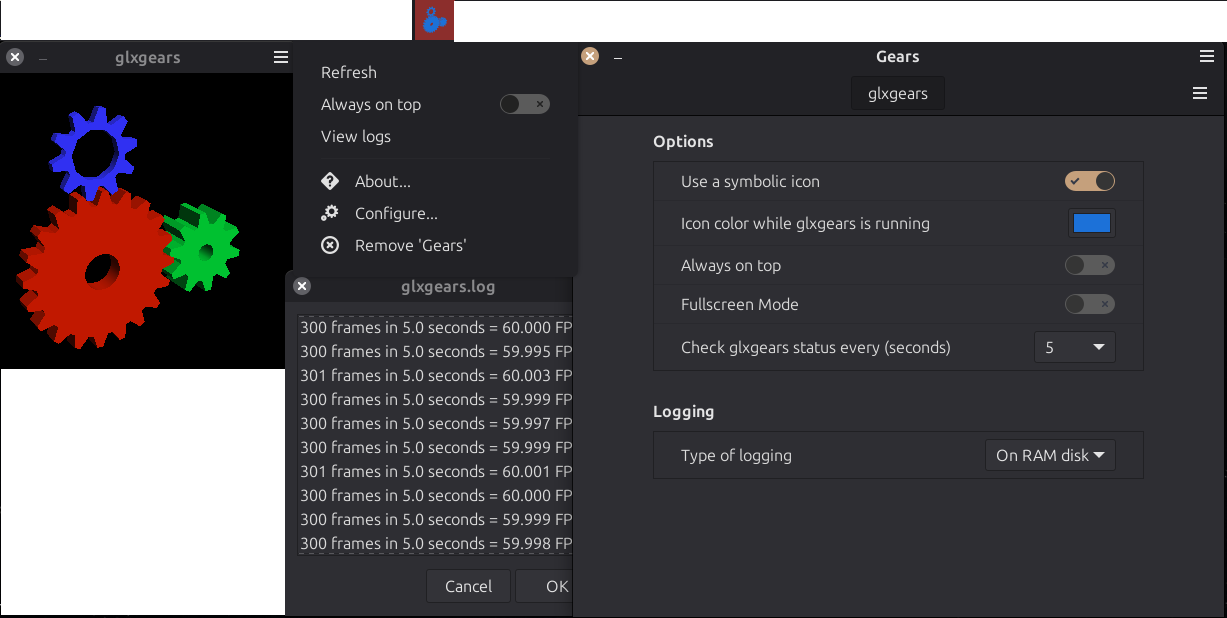 glxgears
Refresh
Always on top
View logs
About...
Configure...
Remove 'Gears'
glxgears.log
300 frames in 5.0 seconds = 60.000 FP
300 frames in 5.0 seconds = 59.995 FP
301 frames in 5.0 seconds = 60.003 FP
300 frames in 5.0 seconds = 59.999 FP
300 frames in 5.0 seconds = 59.997 FP
300 frames in 5.0 seconds = 59.999 FP
301 frames in 5.0 seconds = 60.001 FP
300 frames in 5.0 seconds = 60.000 FP
300 frames in 5.0 seconds = 59.999 FP
300 frames in 5.0 seconds = 59.998 FP
Cancel
OK
Gears
glxgears
Options
Use a symbolic icon
Icon color while glxgears is running
Always on top
Fullscreen Mode
Check glxgears status every (seconds) 5
Logging
Type of logging On RAM disk